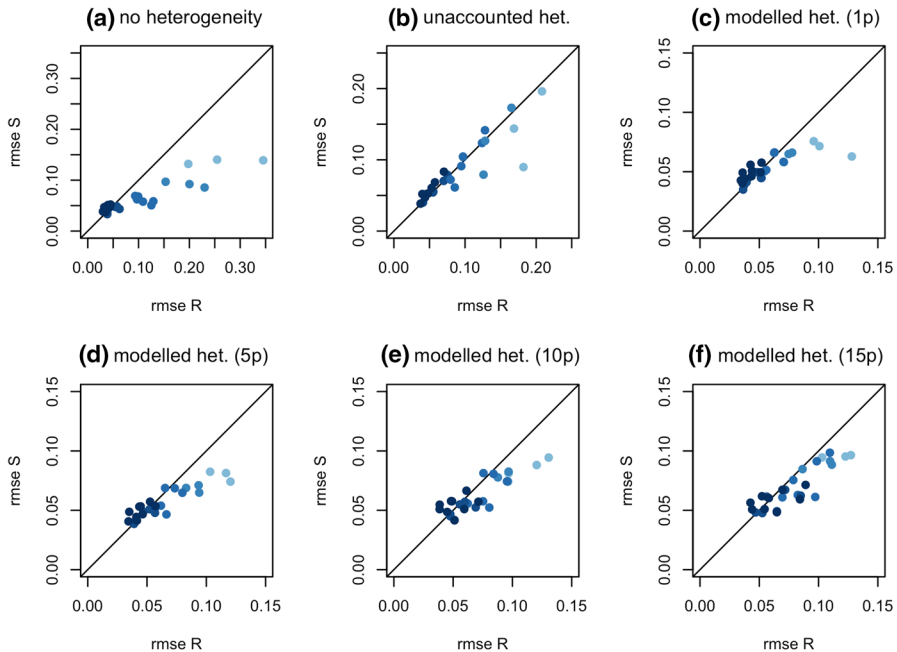 (a) no heterogeneity
rmse S
0.00 0.10 0.20 0.30
0.00 0.10 0.20 0.30
rmse R
(b) unaccounted het.
rmse S
0.00 0.10 0.20
0.00 0.10 0.20
rmse R
(c) modelled het. (1p)
rmse S
0.00 0.05 0.10 0.15
0.00 0.05 0.10 0.15
rmse R
(d) modelled het. (5p)
rmse S
0.00 0.05 0.10 0.15
0.00 0.05 0.10 0.15
rmse R
(e) modelled het. (10p)
rmse S
0.00 0.05 0.10 0.15
0.00 0.05 0.10 0.15
rmse R
(f) modelled het. (15p)
rmse S
0.00 0.05 0.10 0.15
0.00 0.05 0.10 0.15
rmse R